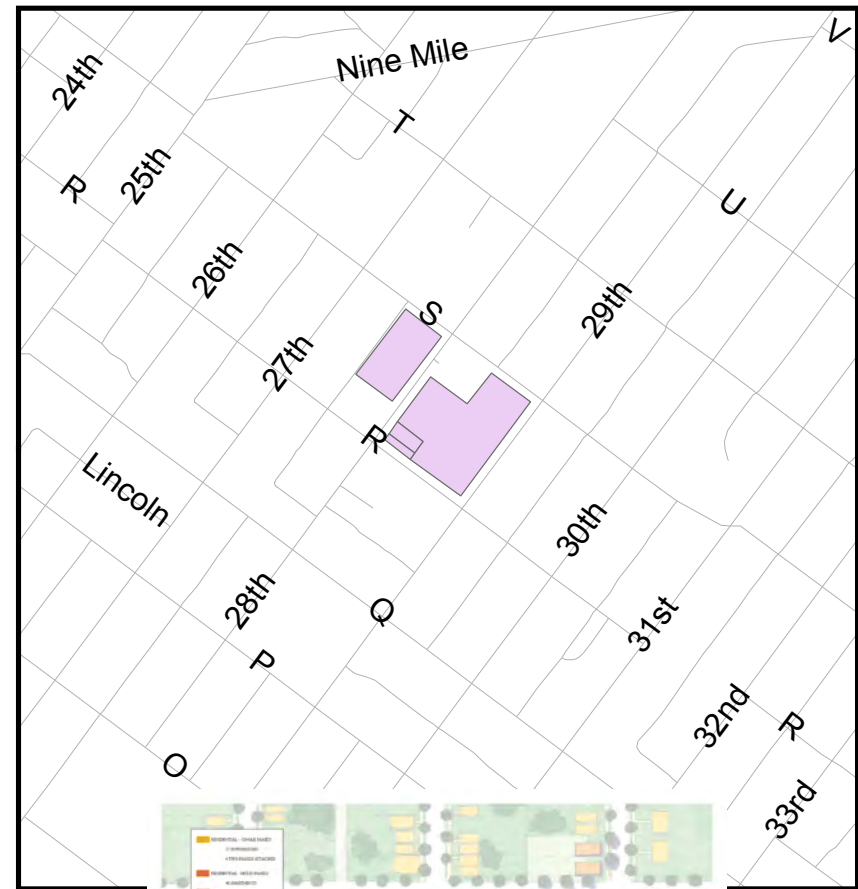 Nine Mile
V
24th
T
25th
R
U
26th
29th
S
27th
R
Lincoln
30th
28th
Q
31st
P
32nd
R
O
33rd